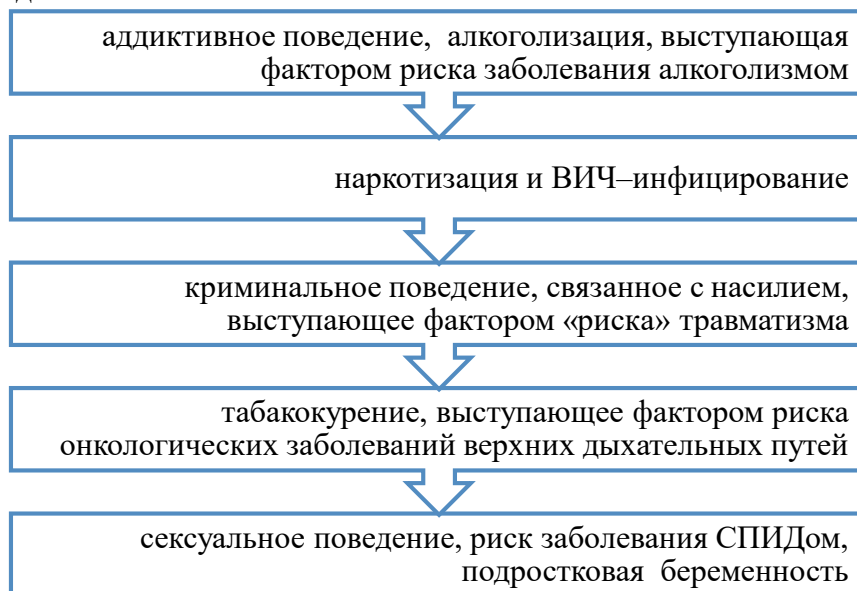 аддиктивное поведение, алкоголизация, выступающая
фактором риска заболевания алкоголизмом
наркотизация и ВИЧ–инфицирование
криминальное поведение, связанное с насилием,
выступающее фактором «риска» травматизма
табакокурение, выступающее фактором риска
онкологических заболеваний верхних дыхательных путей
сексуальное поведение, риск заболевания СПИДом,
подростковая беременность